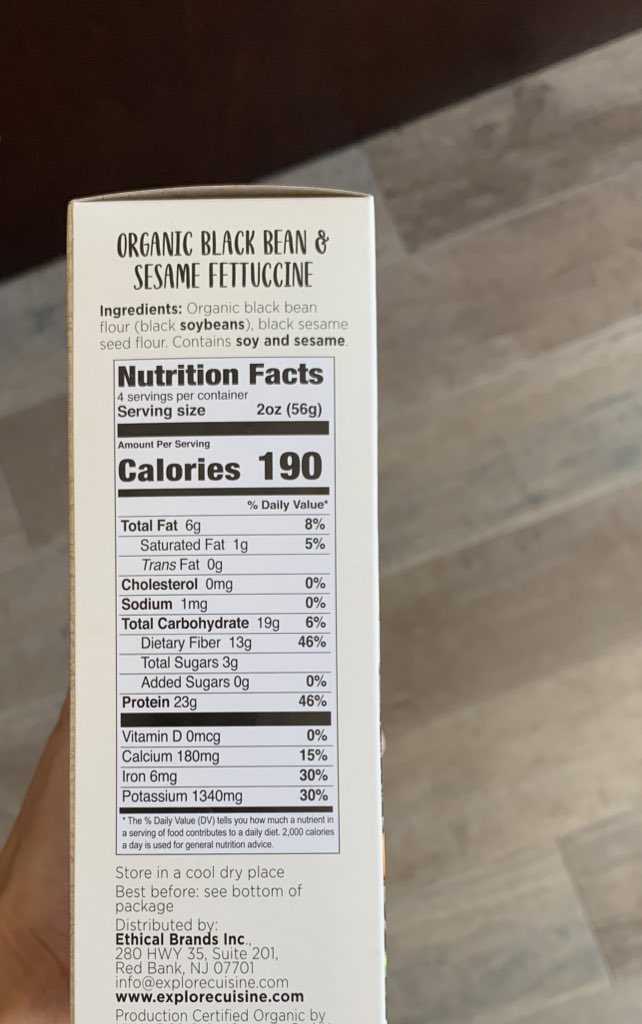 ORGANIC BLACK BEAN &
SESAME FETTUCCINE
Ingredients: Organic black bean
flour (black soybeans), black sesame
seed flour. Contains soy and sesame.
Nutrition Facts
4 servings per container
Serving size 2oz (56g)
Amount Per Serving
Calories 190
% Daily Value*
Total Fat 6g 8%
Saturated Fat 1g 5%
Trans Fat 0g
Cholesterol 0mg 0%
Sodium 1mg 0%
Total Carbohydrate 19g 6%
Dietary Fiber 13g 46%
Total Sugars 3g
Added Sugars 0g 0%
Protein 23g 46%
Vitamin D 0mcg 0%
Calcium 180mg 15%
Iron 6mg 30%
Potassium 1340mg 30%
* The % Daily Value (DV) tells you how much a nutrient in
a serving of food contributes to a daily diet. 2,000 calories
a day is used for general nutrition advice.
Store in a cool dry place
Best before: see bottom of
package
Distributed by:
Ethical Brands Inc.,
280 HWY 35, Suite 201,
Red Bank, NJ 07701
info@explorecuisine.com
www.explorecuisine.com
Production Certified Organic by